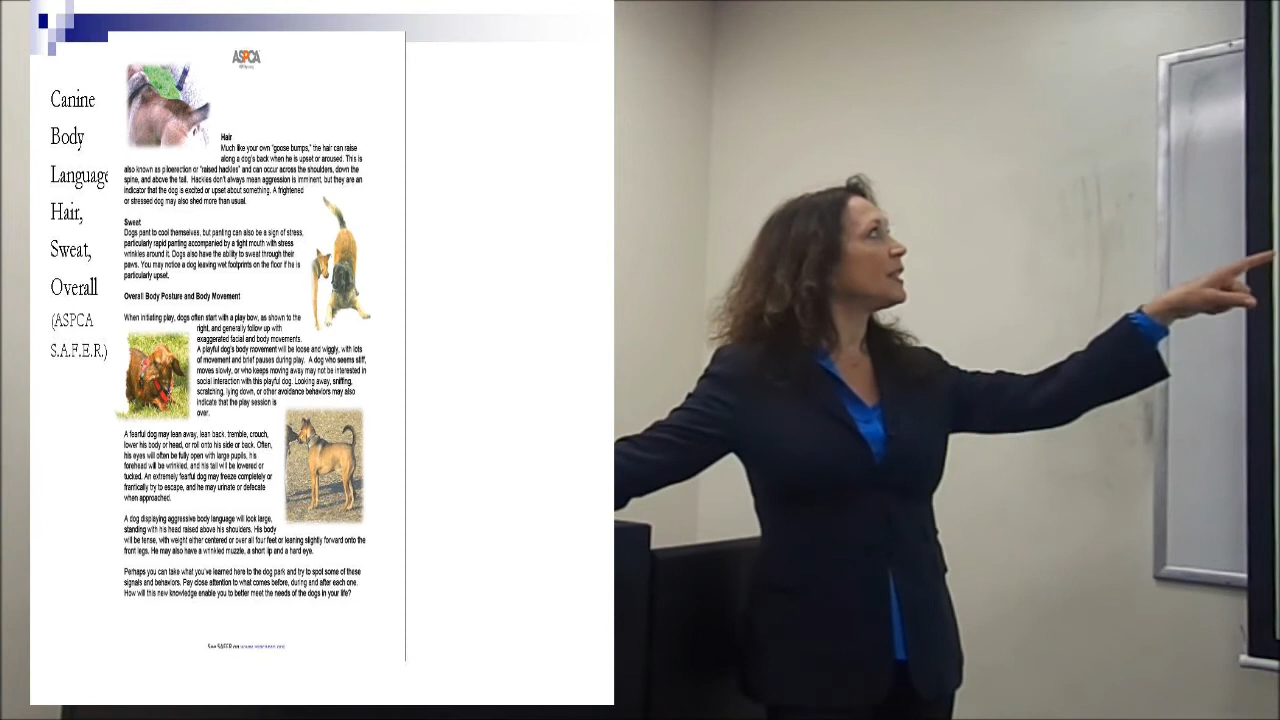 Canine
Body
Language
Hair,
Sweat,
Overall
(ASPCA
S.A.F.E.R.)
ASPCA
Hair
Much like your own "goose bumps," the hair can raise
along a dog's back when he is upset or aroused. This is
also known as piloerection or "raised hackles" and can occur across the shoulders, down the
spine, and above the tail. Hackles don't always mean aggression is imminent, but they are an
indicator that the dog is excited or upset about something. A frightened
or stressed dog may also shed more than usual.
Sweat
Dogs pant to cool themselves, but panting can also be a sign of stress,
particularly rapid panting accompanied by a tight mouth with stress
wrinkles around it. Dogs also have the ability to sweat through their
paws. You may notice a dog leaving wet footprints on the floor if he is
particularly upset.
Overall Body Posture and Body Movement
When initiating play, dogs often start with a play bow, as shown to the
right, and generally follow up with
exaggerated facial and body movements.
A playful dog's body movement will be loose and wiggly, with lots
of movement and brief pauses during play. A dog who seems stiff,
moves slowly, or who keeps moving away may not be interested in
social interaction with this playful dog. Looking away, sniffing,
scratching, lying down, or other avoidance behaviors may also
indicate that the play session is
over.
A fearful dog may lean away, lean back, tremble, crouch,
lower his body or head, or roll onto his side or back. Often,
his eyes will often be fully open with large pupils, his
forehead will be wrinkled, and his tail will be lowered or
tucked. An extremely fearful dog may freeze completely or
frantically try to escape, and he may urinate or defecate
when approached.
A dog displaying aggressive body language will look large,
standing with his head raised above his shoulders. His body
will be tense, with weight either centered or over all four feet or leaning slightly forward onto the
front legs. He may also have a wrinkled muzzle, a short lip and a hard eye.
Perhaps you can take what you've learned here to the dog park and try to spot some of these
signals and behaviors. Pay close attention to what comes before, during and after each one.
How will this new knowledge enable you to better meet the needs of the dogs in your life?
SAFER